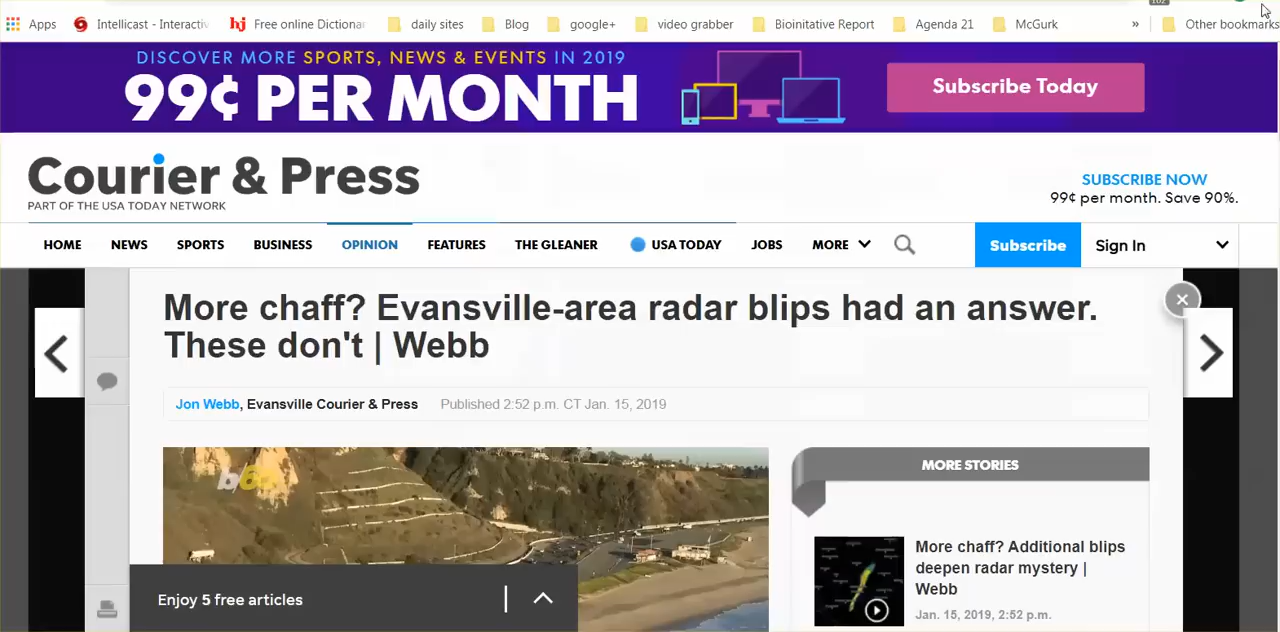 Apps Intellicast - Interactiv Free online Dictionar daily sites Blog google+ video grabber Bioinitative Report Agenda 21 McGurk » Other bookmarks
DISCOVER MORE SPORTS, NEWS & EVENTS IN 2019
99¢ PER MONTH
Subscribe Today
Courier & Press
PART OF THE USA TODAY NETWORK
SUBSCRIBE NOW
99¢ per month. Save 90%.
HOME NEWS SPORTS BUSINESS OPINION FEATURES THE GLEANER USA TODAY JOBS MORE Subscribe Sign In
More chaff? Evansville-area radar blips had an answer.
These don't | Webb
Jon Webb, Evansville Courier & Press Published 2:52 p.m. CT Jan. 15, 2019
MORE STORIES
More chaff? Additional blips
deepen radar mystery |
Webb
Jan. 15, 2019, 2:52 p.m.
Enjoy 5 free articles